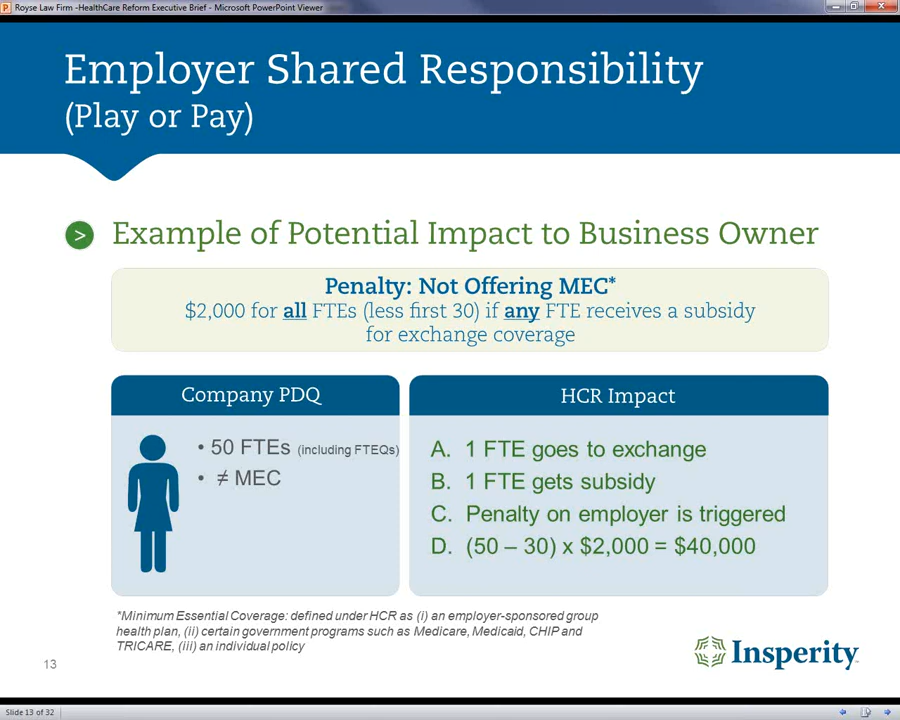 Royse Law Firm -HealthCare Reform Executive Brief - Microsoft PowerPoint Viewer
Employer Shared Responsibility
(Play or Pay)
> Example of Potential Impact to Business Owner
Penalty: Not Offering MEC*
$2,000 for all FTEs (less first 30) if any FTE receives a subsidy
for exchange coverage
Company PDQ
• 50 FTEs (including FTEQs)
• ≠ MEC
HCR Impact
A. 1 FTE goes to exchange
B. 1 FTE gets subsidy
C. Penalty on employer is triggered
D. (50 – 30) x $2,000 = $40,000
*Minimum Essential Coverage: defined under HCR as (i) an employer-sponsored group
health plan, (ii) certain government programs such as Medicare, Medicaid, CHIP and
TRICARE, (iii) an individual policy
13
Insperity
Slide 13 of 32